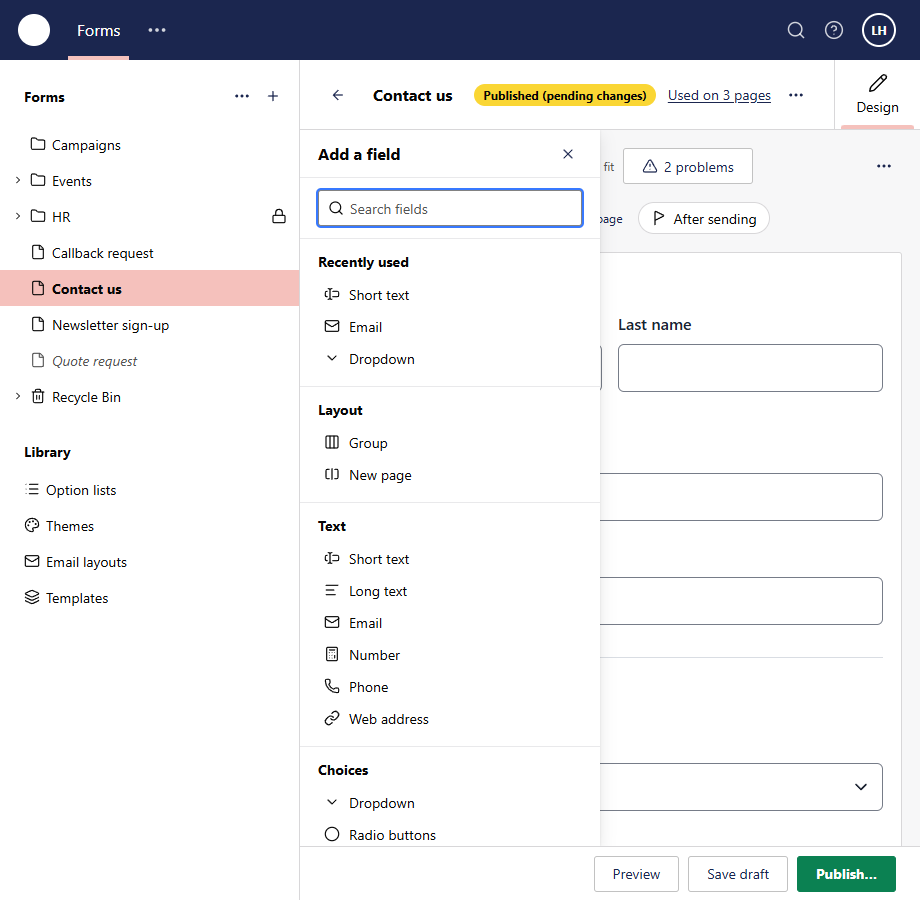 Forms
LH
Forms
Campaigns
Events
HR
Callback request
Contact us
Newsletter sign-up
Quote request
Recycle Bin
Library
Option lists
Themes
Email layouts
Templates
Contact us
Published (pending changes)
Used on 3 pages
Design
Add a field
Search fields
Recently used
Short text
Email
Dropdown
Layout
Group
New page
Text
Short text
Long text
Email
Number
Phone
Web address
Choices
Dropdown
Radio buttons
fit
2 problems
page
After sending
Last name
Preview
Save draft
Publish...